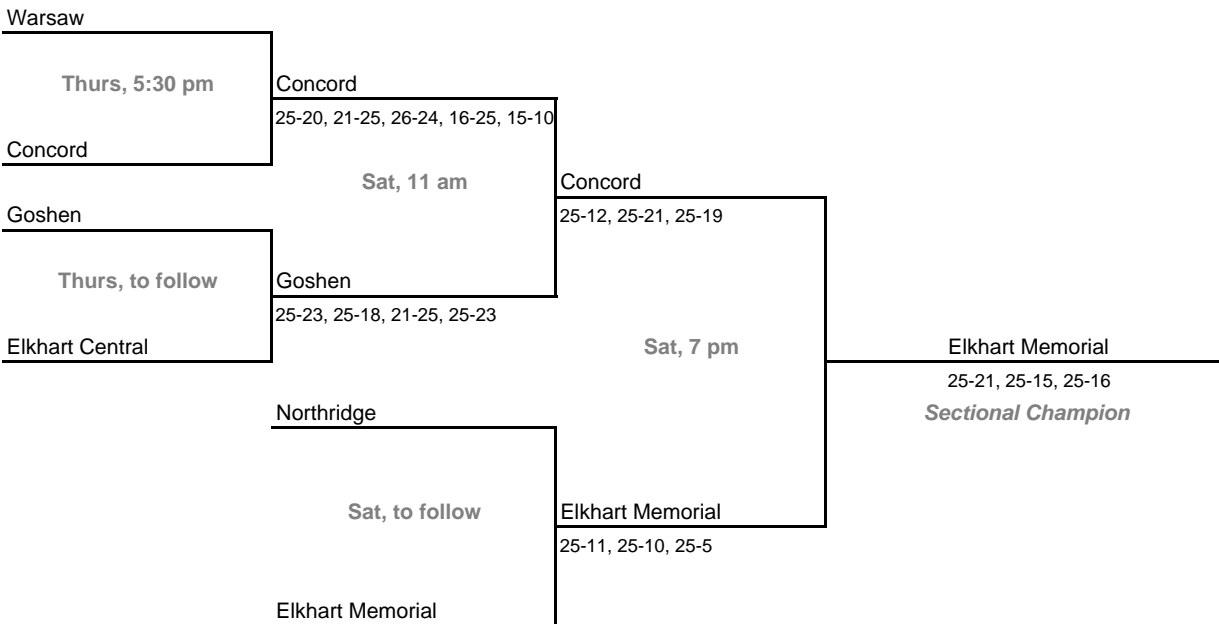 Warsaw
Thurs, 5:30 pm
Concord
25-20, 21-25, 26-24, 16-25, 15-10
Concord
Sat, 11 am
Concord
25-12, 25-21, 25-19
Goshen
Thurs, to follow
Goshen
25-23, 25-18, 21-25, 25-23
Elkhart Central
Sat, 7 pm
Elkhart Memorial
25-21, 25-15, 25-16
Sectional Champion
Northridge
Sat, to follow
Elkhart Memorial
25-11, 25-10, 25-5
Elkhart Memorial